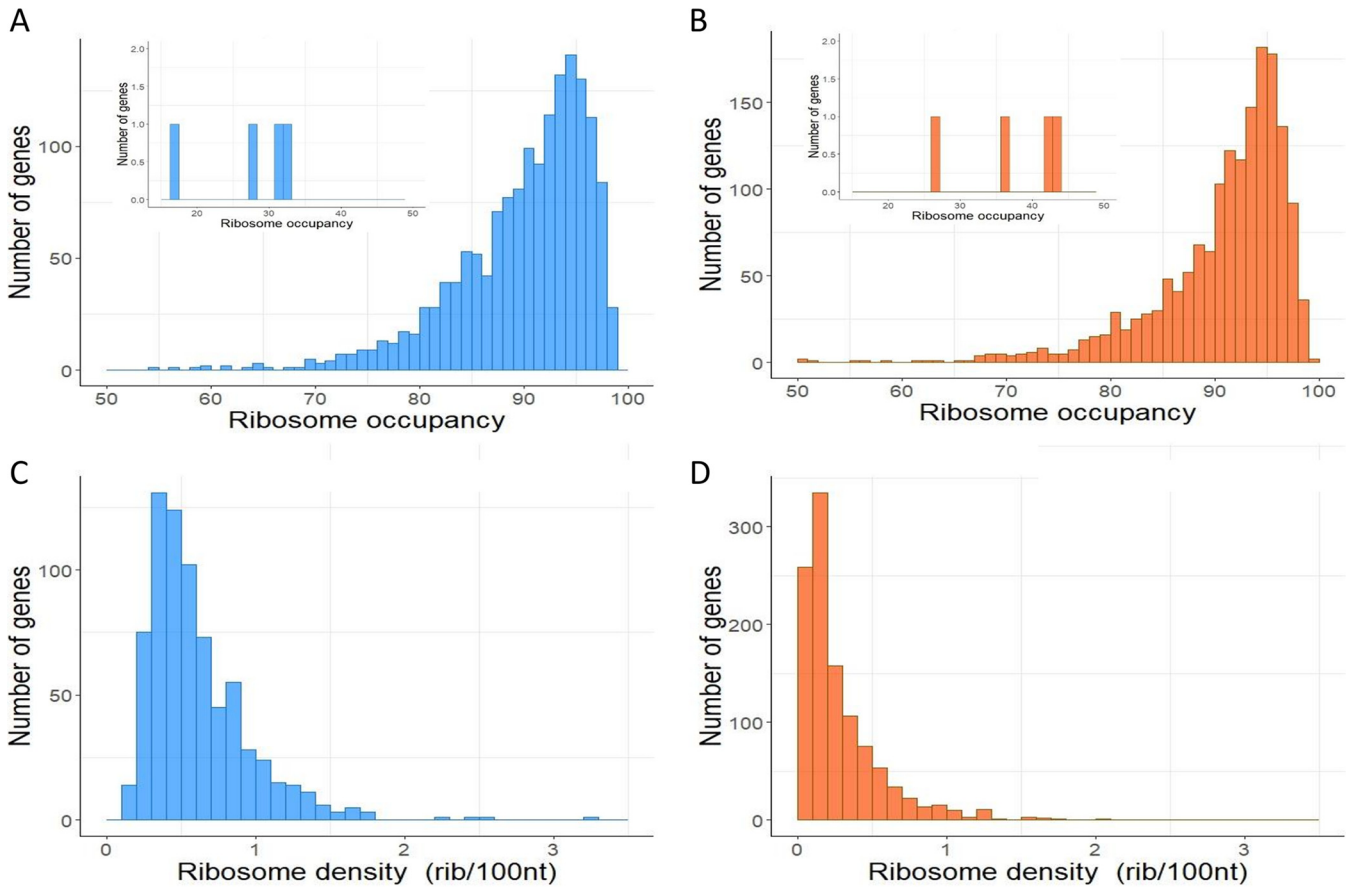 A
2.0
1.5
1.0
0.5
0.0
Number of genes
20 30 40 50
Ribosome occupancy
100
50
0
Number of genes
50 60 70 80 90 100
Ribosome occupancy
B
2.0
1.5
1.0
0.5
0.0
Number of genes
20 30 40 50
Ribosome occupancy
150
100
50
0
Number of genes
50 60 70 80 90 100
Ribosome occupancy
C
100
50
0
Number of genes
0 1 2 3
Ribosome density (rib/100nt)
D
300
200
100
0
Number of genes
0 1 2 3
Ribosome density (rib/100nt)